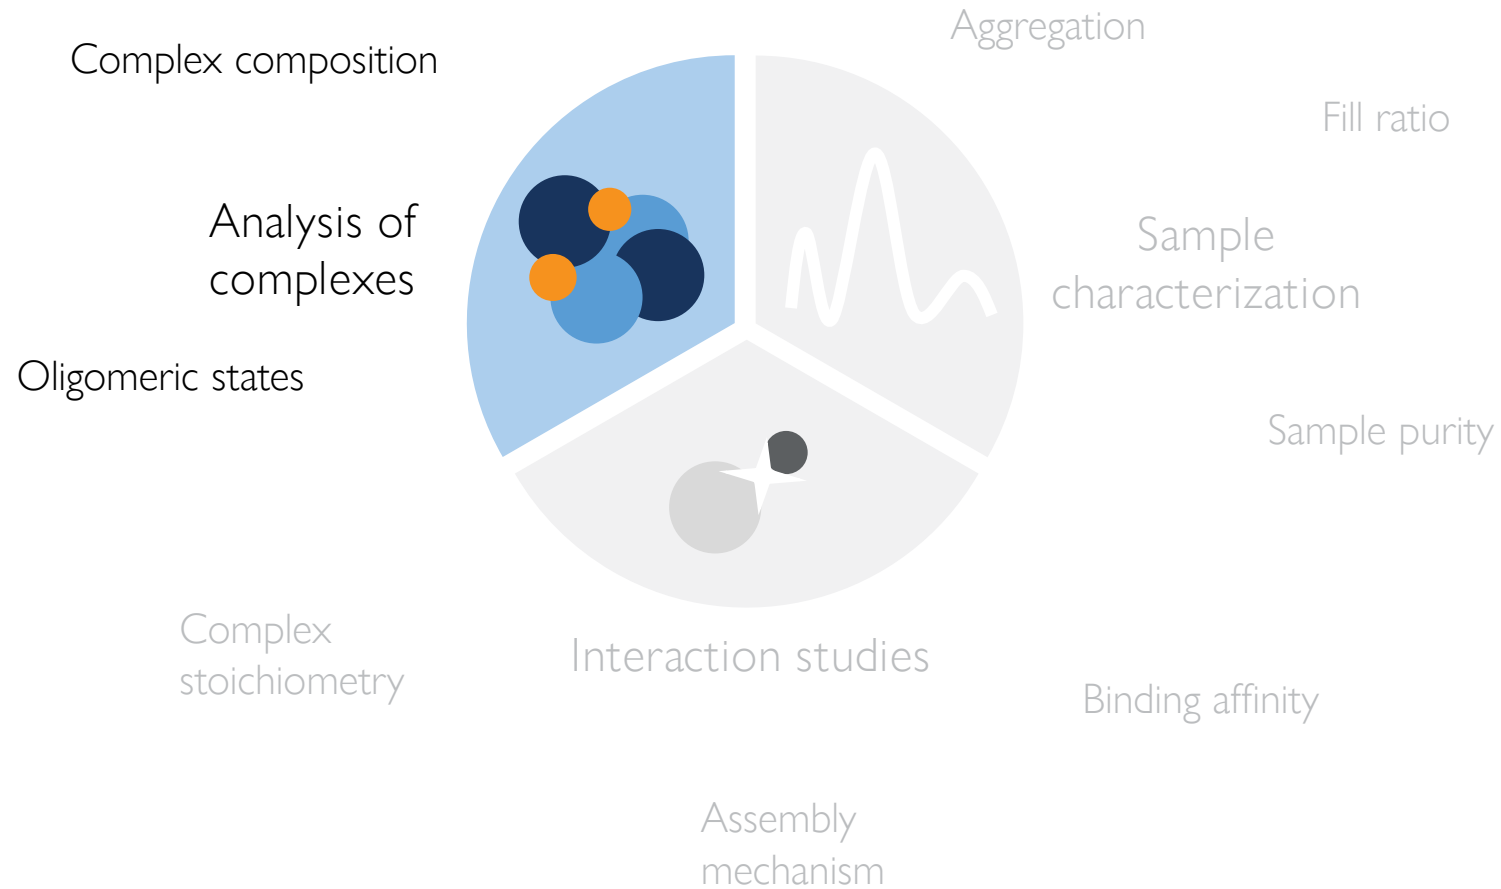 Complex composition
Analysis of
complexes
Oligomeric states
Aggregation
Fill ratio
Sample
characterization
Sample purity
Complex
stoichiometry
Interaction studies
Binding affinity
Assembly
mechanism